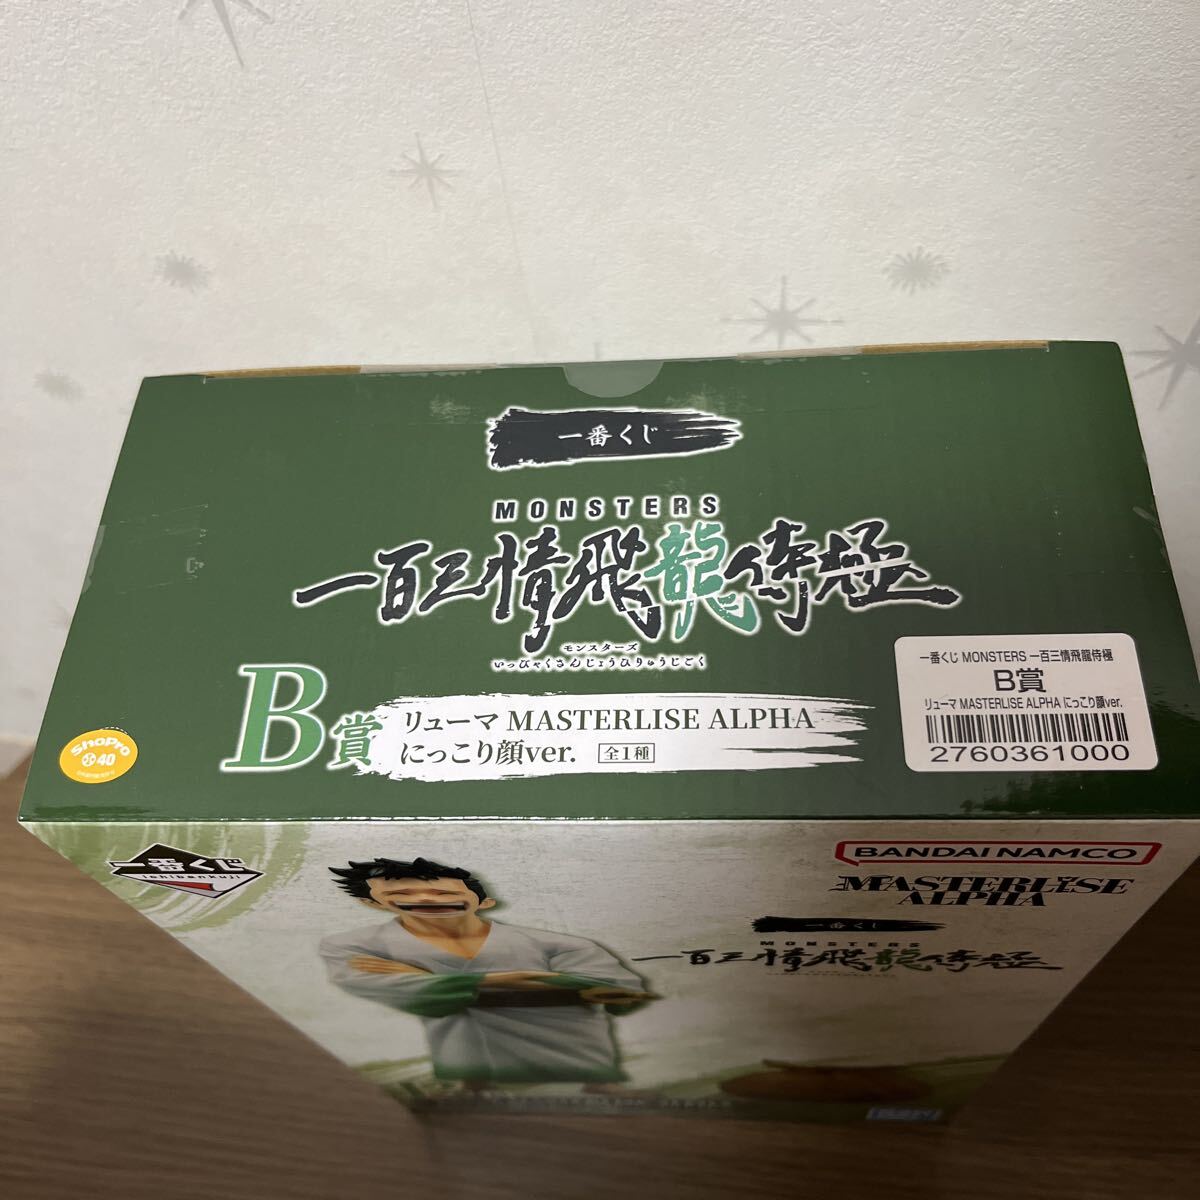 一番くじ
MONSTERS
一百三情飛龍侍極
モンスターズ
いっぴゃくさんじょうひりゅうじごく
B賞
リューマ MASTERLISE ALPHA
にっこり顔ver. 全1種
一番くじ MONSTERS 一百三情飛龍侍極
B賞
リューマ MASTERLISE ALPHA にっこり顔ver.
2760361000
ShoPro
40
一番くじ
ichibankuji
BANDAI NAMCO
MASTERLISE
ALPHA
一番くじ
MONSTERS
一百三情飛龍侍極